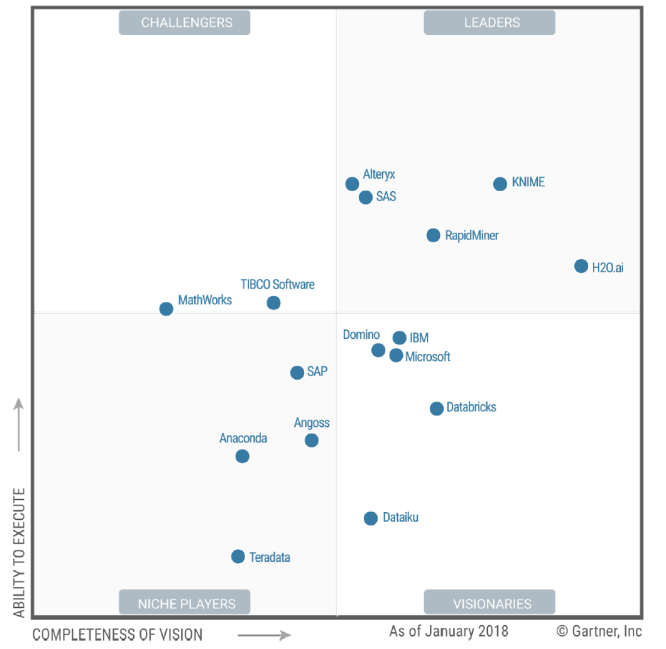 CHALLENGERS
LEADERS
Alteryx
KNIME
SAS
RapidMiner
H2O.ai
TIBCO Software
MathWorks
Domino
IBM
Microsoft
SAP
Databricks
Angoss
Anaconda
Dataiku
Teradata
ABILITY TO EXECUTE
NICHE PLAYERS
VISIONARIES
COMPLETENESS OF VISION
As of January 2018
© Gartner, Inc